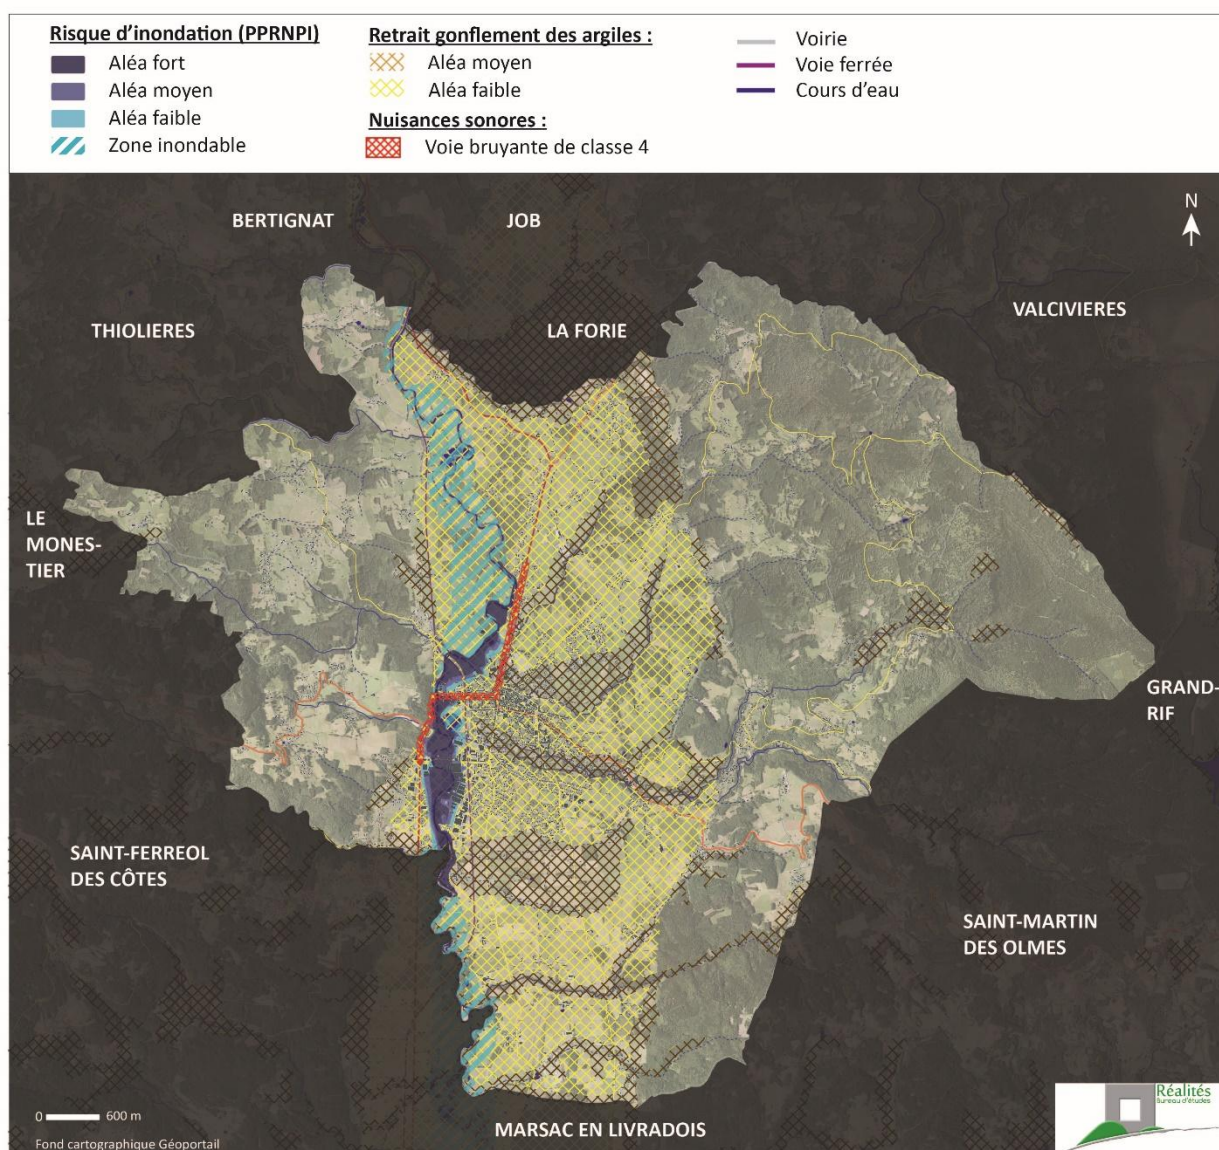 Risque d'inondation (PPRNPI)
Aléa fort
Aléa moyen
Aléa faible
Zone inondable
Retrait gonflement des argiles :
Aléa moyen
Aléa faible
Nuisances sonores :
Voie bruyante de classe 4
Voirie
Voie ferrée
Cours d'eau
BERTIGNAT
JOB
N
THIOLIERES
LA FORIE
VALCIVIERES
LE
MONES-
TIER
GRAND-
RIF
SAINT-FERREOL
DES CÔTES
SAINT-MARTIN
DES OLMES
0 600 m
Fond cartographique Géoportail
MARSAC EN LIVRADOIS
Réalités
Bureau d'études